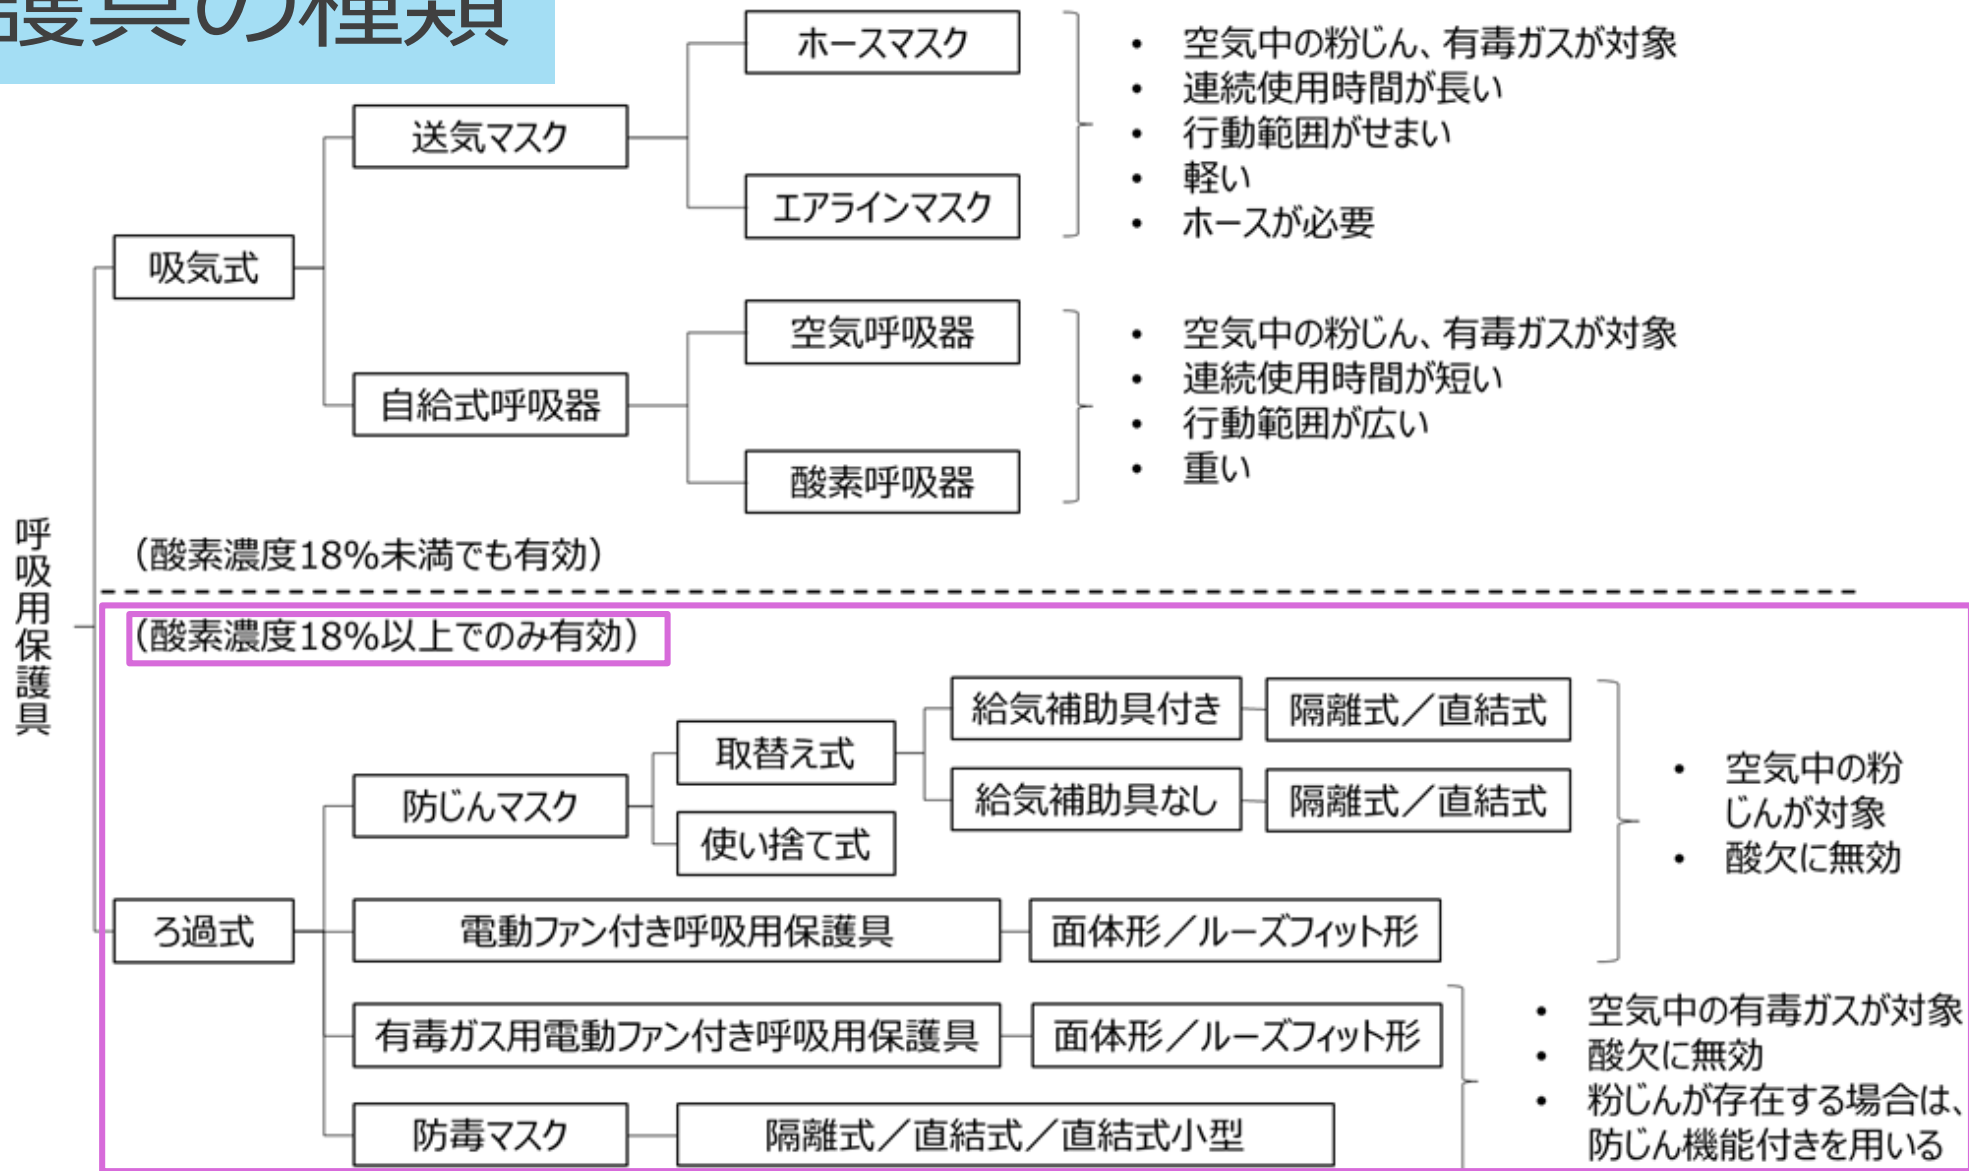 護具の種類
ホースマスク
送気マスク
エアラインマスク
• 空気中の粉じん、有毒ガスが対象
• 連続使用時間が長い
• 行動範囲がせまい
• 軽い
• ホースが必要
吸気式
空気呼吸器
自給式呼吸器
酸素呼吸器
• 空気中の粉じん、有毒ガスが対象
• 連続使用時間が短い
• 行動範囲が広い
• 重い
呼吸用保護具
（酸素濃度18%未満でも有効）
（酸素濃度18%以上でのみ有効）
給気補助具付き
隔離式／直結式
取替え式
給気補助具なし
隔離式／直結式
防じんマスク
使い捨て式
• 空気中の粉
じんが対象
• 酸欠に無効
ろ過式
電動ファン付き呼吸用保護具
面体形／ルーズフィット形
有毒ガス用電動ファン付き呼吸用保護具
面体形／ルーズフィット形
防毒マスク
隔離式／直結式／直結式小型
• 空気中の有毒ガスが対象
• 酸欠に無効
• 粉じんが存在する場合は、
防じん機能付きを用いる